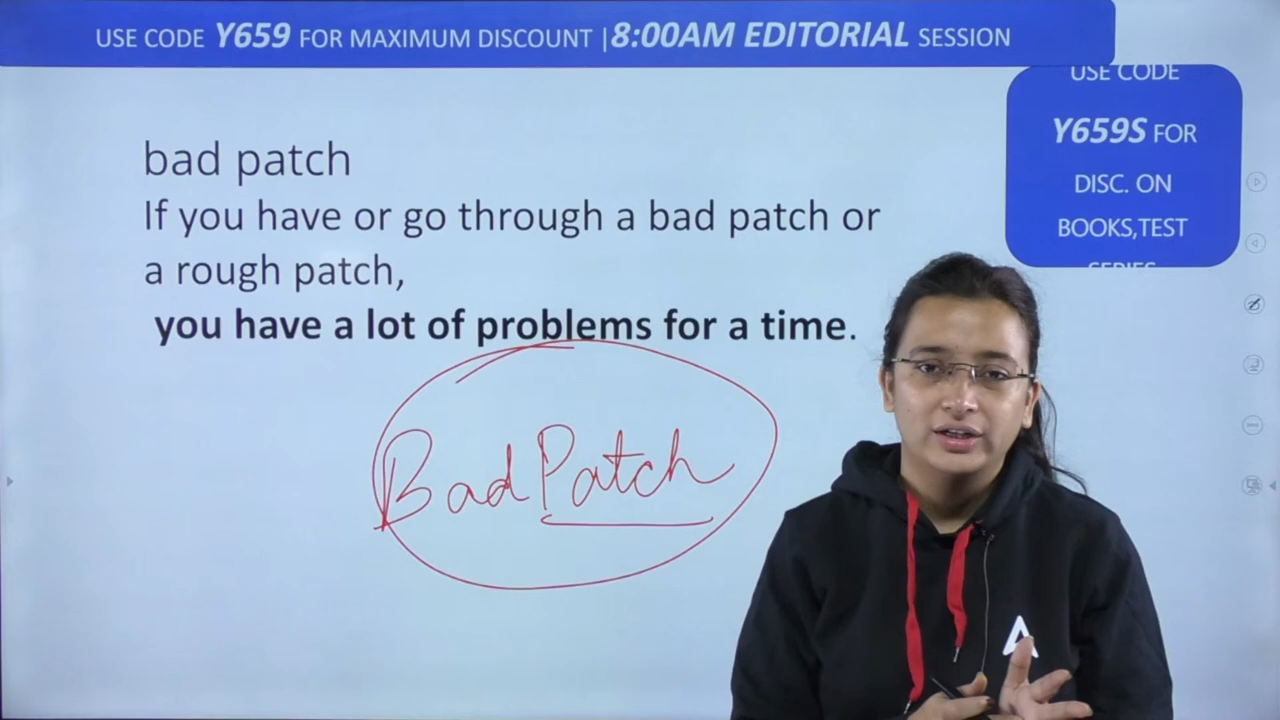 USE CODE Y659 FOR MAXIMUM DISCOUNT |8:00AM EDITORIAL SESSION
USE CODE
Y659S FOR
DISC. ON
BOOKS,TEST
SERIES
bad patch
If you have or go through a bad patch or
a rough patch,
you have a lot of problems for a time.
Bad Patch